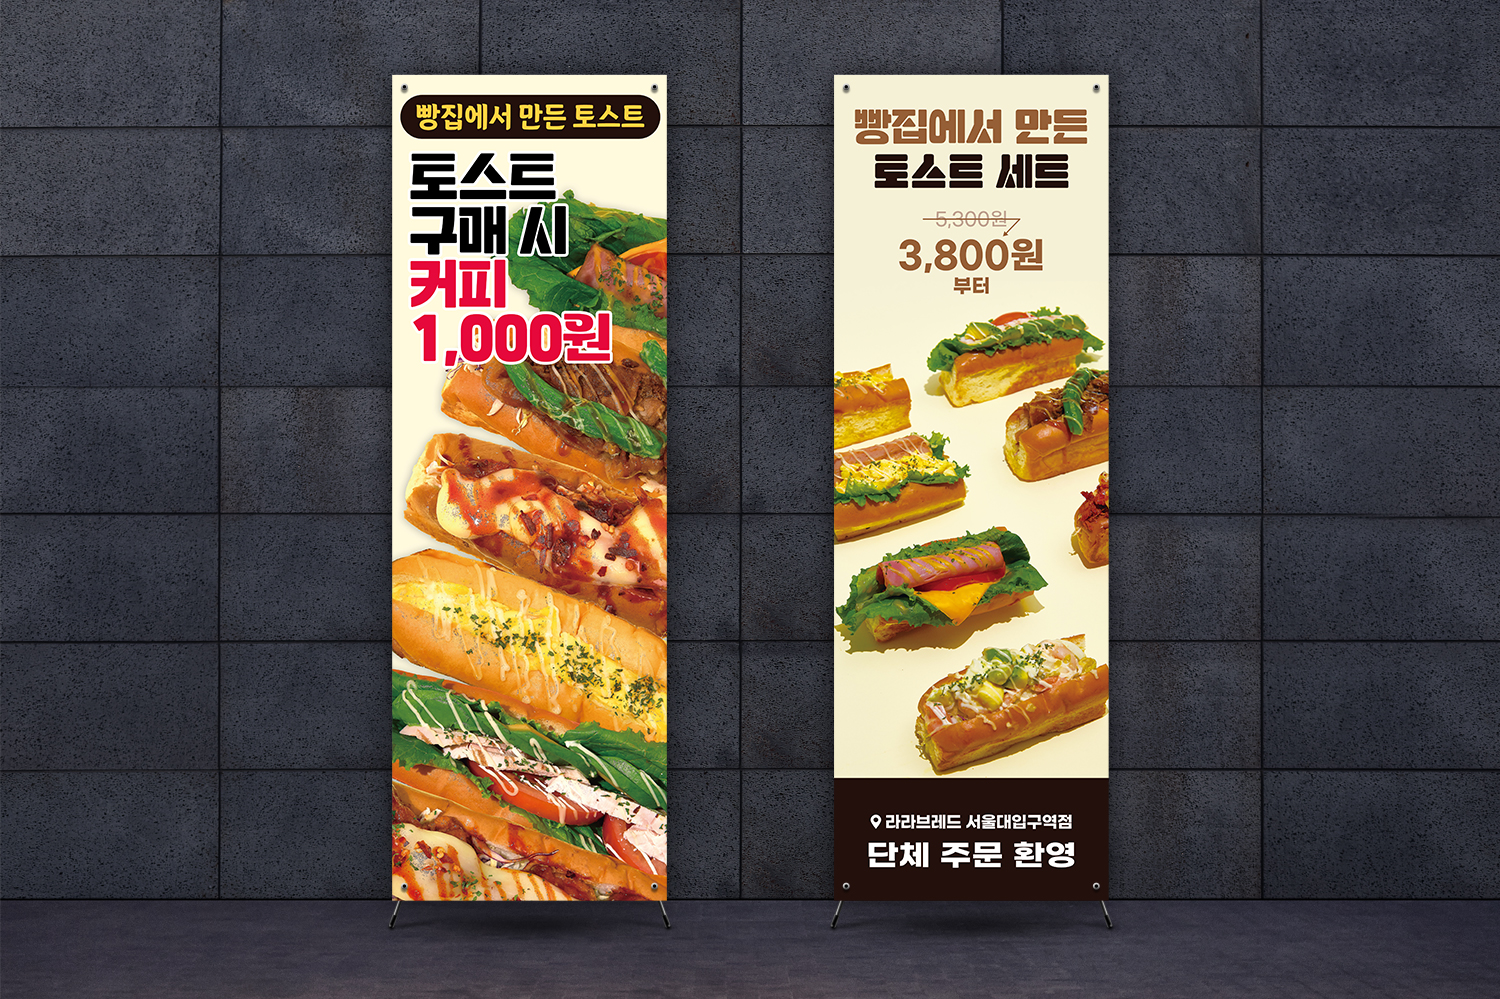 빵집에서 만든 토스트
토스트
구매 시
커피
1,000원
빵집에서 만든
토스트 세트
5,300원
3,800원
부터
라라브레드 서울대입구역점
단체 주문 환영